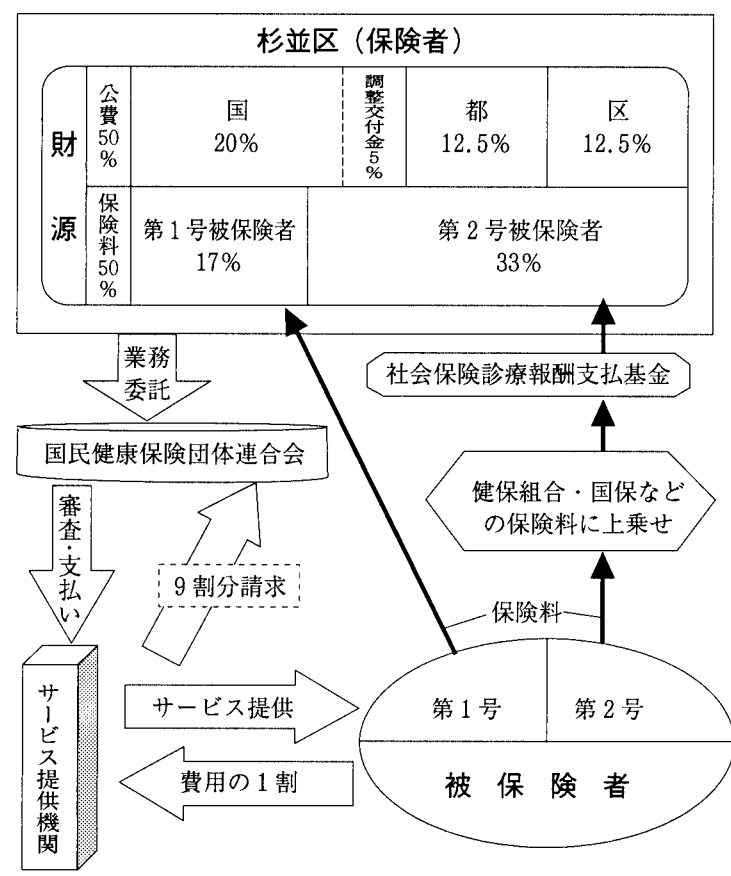 杉並区（保険者）
財源
公費50%
国
20%
調整交付金5%
都
12.5%
区
12.5%
保険料50%
第1号被保険者
17%
第2号被保険者
33%
業務
委託
社会保険診療報酬支払基金
国民健康保険団体連合会
健保組合・国保など
の保険料に上乗せ
審査・支払い
9割分請求
保険料
サービス提供機関
サービス提供
費用の1割
第1号
第2号
被保険者